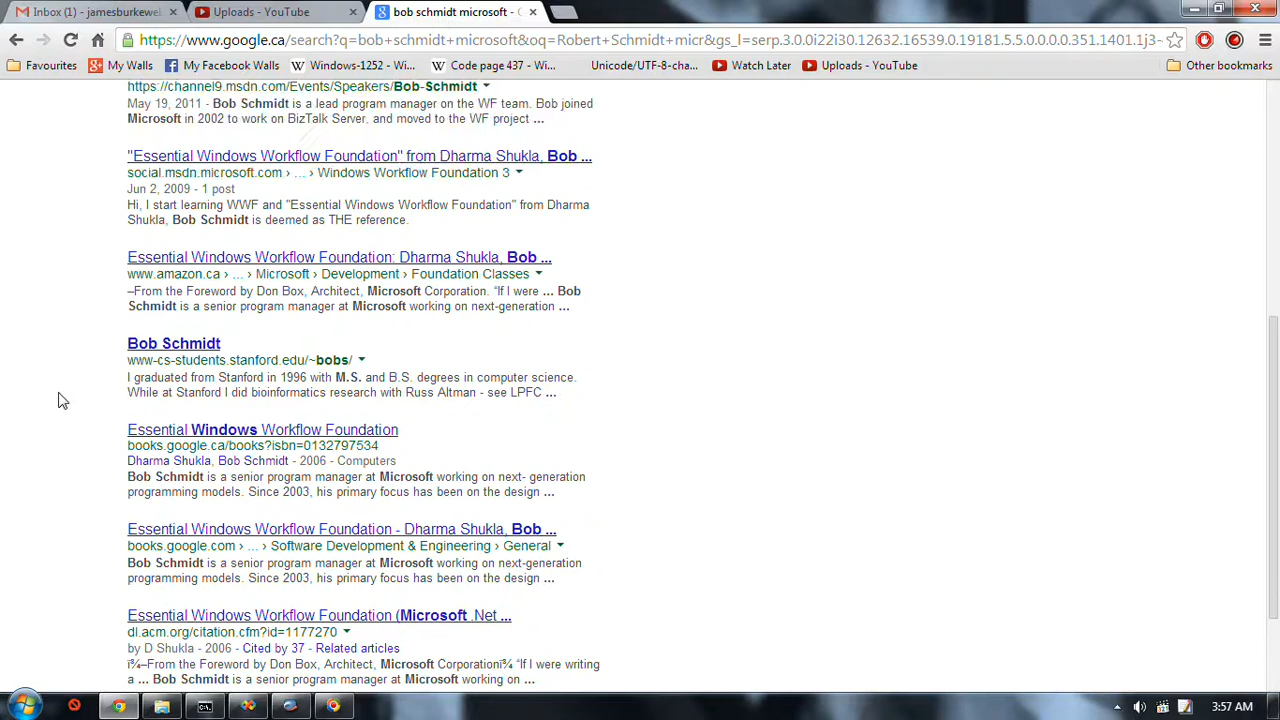 Inbox (1) - jamesburkewel
Uploads - YouTube
bob schmidt microsoft -
https://www.google.ca/search?q=bob+schmidt+microsoft&oq=Robert+Schmidt+micr&gs_l=serp.3.0.0i22i30.12632.16539.0.19181.5.5.0.0.0.0.351.1401.1j3-
Favourites My Walls My Facebook Walls Windows-1252 - Wi... Code page 437 - Wi... Unicode/UTF-8-cha... Watch Later Uploads - YouTube Other bookmarks
https://channel9.msdn.com/Events/Speakers/Bob-Schmidt
May 19, 2011 - Bob Schmidt is a lead program manager on the WF team. Bob joined
Microsoft in 2002 to work on BizTalk Server. and moved to the WF project ...
"Essential Windows Workflow Foundation" from Dharma Shukla, Bob ...
social.msdn.microsoft.com › ... › Windows Workflow Foundation 3
Jun 2, 2009 - 1 post
Hi, I start learning WWF and "Essential Windows Workflow Foundation" from Dharma
Shukla, Bob Schmidt is deemed as THE reference.
Essential Windows Workflow Foundation: Dharma Shukla, Bob ...
www.amazon.ca › ... › Microsoft › Development › Foundation Classes
–From the Foreword by Don Box, Architect, Microsoft Corporation. “If I were ... Bob
Schmidt is a senior program manager at Microsoft working on next-generation ...
Bob Schmidt
www-cs-students.stanford.edu/~bobs/
I graduated from Stanford in 1996 with M.S. and B.S. degrees in computer science.
While at Stanford I did bioinformatics research with Russ Altman - see LPFC ...
Essential Windows Workflow Foundation
books.google.ca/books?isbn=0132797534
Dharma Shukla, Bob Schmidt - 2006 - Computers
Bob Schmidt is a senior program manager at Microsoft working on next- generation
programming models. Since 2003, his primary focus has been on the design ...
Essential Windows Workflow Foundation - Dharma Shukla, Bob ...
books.google.com › ... › Software Development & Engineering › General
Bob Schmidt is a senior program manager at Microsoft working on next-generation
programming models. Since 2003, his primary focus has been on the design ...
Essential Windows Workflow Foundation (Microsoft .Net ...
dl.acm.org/citation.cfm?id=1177270
by D Shukla - 2006 - Cited by 37 - Related articles
ï¾–From the Foreword by Don Box, Architect, Microsoft Corporationï¾ “If I were writing
a ... Bob Schmidt is a senior program manager at Microsoft working on ...
3:57 AM